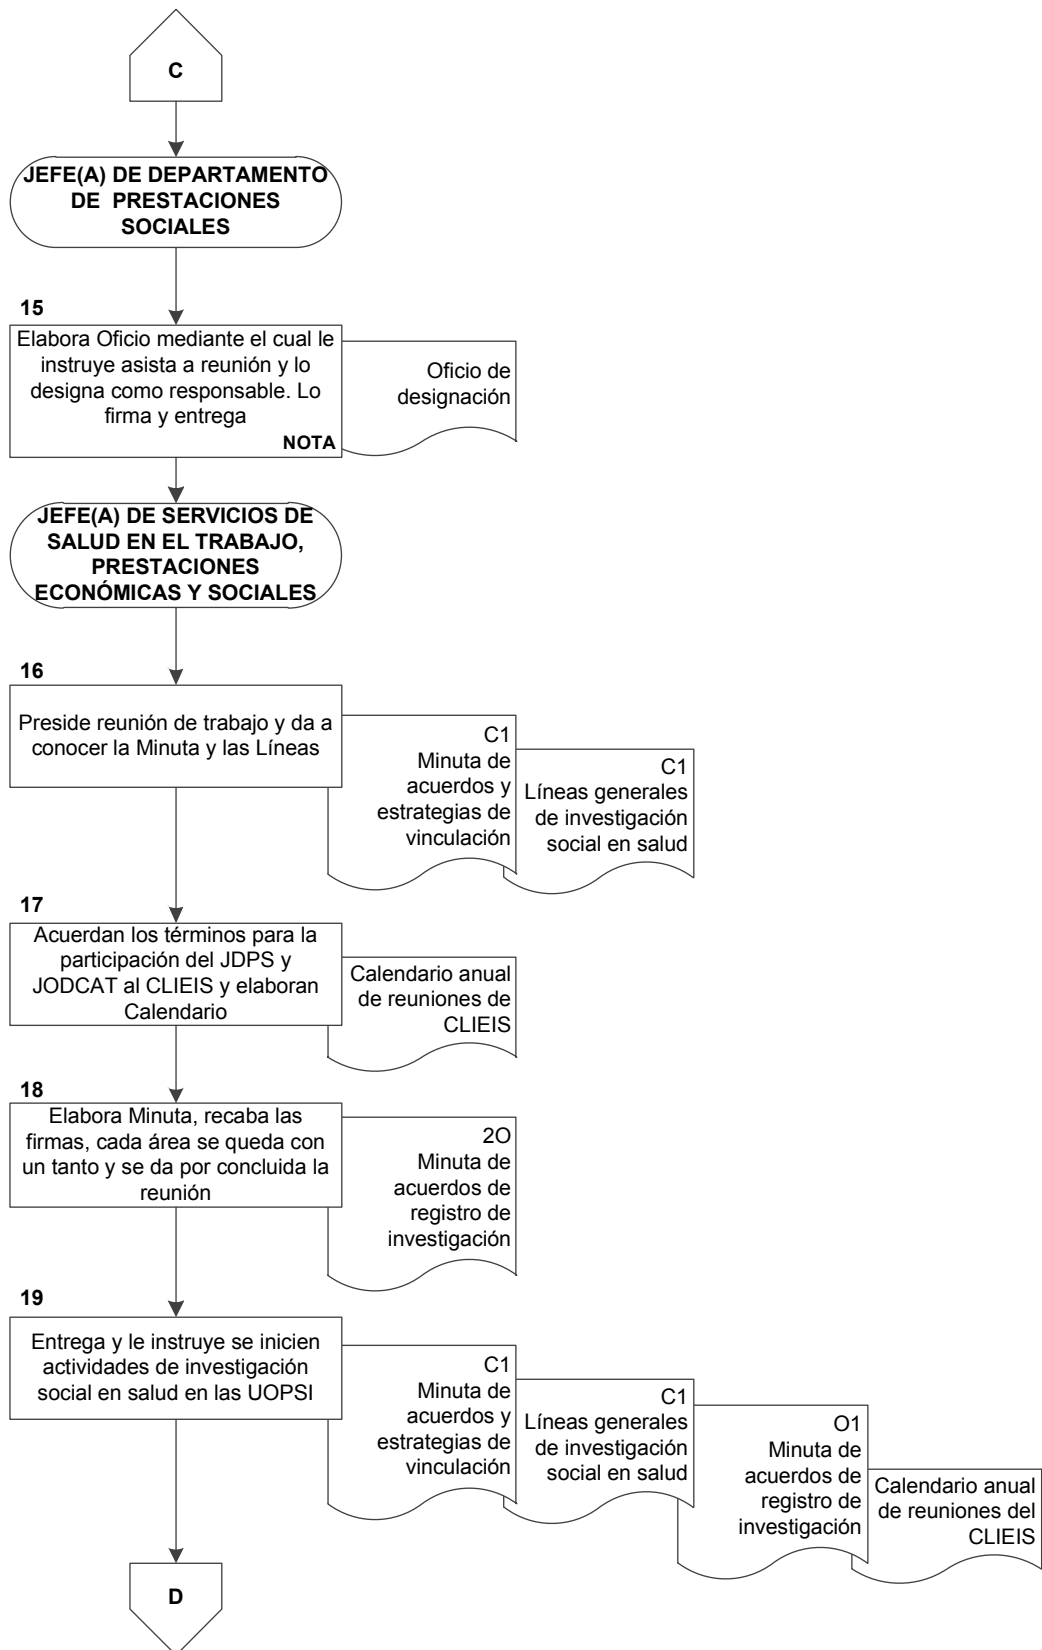 C
JEFE(A) DE DEPARTAMENTO
DE PRESTACIONES
SOCIALES
15
Elabora Oficio mediante el cual le
instruye asista a reunión y lo
designa como responsable. Lo
firma y entrega
NOTA
Oficio de
designación
JEFE(A) DE SERVICIOS DE
SALUD EN EL TRABAJO,
PRESTACIONES
ECONÓMICAS Y SOCIALES
16
Preside reunión de trabajo y da a
conocer la Minuta y las Líneas
C1
Minuta de
acuerdos y
estrategias de
vinculación
C1
Líneas generales
de investigación
social en salud
17
Acuerdan los términos para la
participación del JDPS y
JODCAT al CLIEIS y elaboran
Calendario
Calendario anual
de reuniones de
CLIEIS
18
Elabora Minuta, recaba las
firmas, cada área se queda con
un tanto y se da por concluida la
reunión
2O
Minuta de
acuerdos de
registro de
investigación
19
Entrega y le instruye se inicien
actividades de investigación
social en salud en las UOPSI
C1
Minuta de
acuerdos y
estrategias de
vinculación
C1
Líneas generales
de investigación
social en salud
O1
Minuta de
acuerdos de
registro de
investigación
Calendario anual
de reuniones del
CLIEIS
D